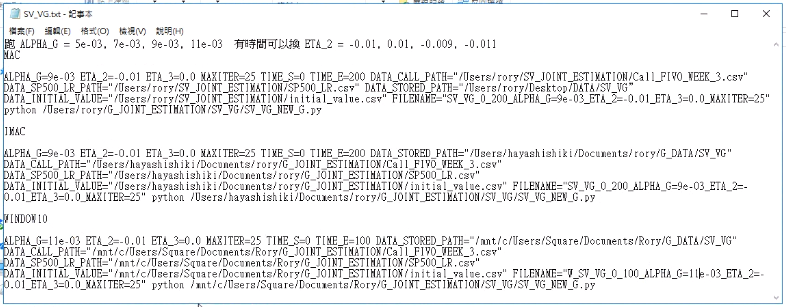 SV_VG.txt - 記事本
檔案(F) 編輯(E) 格式(O) 檢視(V) 說明(H)
跑 ALPHA_G = 5e-03, 7e-03, 9e-03, 11e-03 有時間可以換 ETA_2 = -0.01, 0.01, -0.009, -0.011
MAC
ALPHA_G=9e-03 ETA_2=-0.01 ETA_3=0.0 MAXITER=25 TIME_S=0 TIME_E=200 DATA_CALL_PATH="/Users/rory/SV_JOINT_ESTIMATION/Call_FIVO_WEEK_3.csv"
DATA_SP500_LR_PATH="/Users/rory/SV_JOINT_ESTIMATION/SP500_LR.csv" DATA_STORED_PATH="/Users/rory/Desktop/DATA/SV_VG"
DATA_INITIAL_VALUE="/Users/rory/SV_JOINT_ESTIMATION/initial_value.csv" FILENAME="SV_VG_0_200_ALPHA_G=9e-03_ETA_2=-0.01_ETA_3=0.0_MAXITER=25"
python /Users/rory/G_JOINT_ESTIMATION/SV_VG/SV_VG_NEW_G.py
IMAC
ALPHA_G=9e-03 ETA_2=-0.01 ETA_3=0.0 MAXITER=25 TIME_S=0 TIME_E=200 DATA_STORED_PATH="/Users/hayashishiki/Documents/rory/G_DATA/SV_VG"
DATA_CALL_PATH="/Users/hayashishiki/Documents/rory/G_JOINT_ESTIMATION/Call_FIVO_WEEK_3.csv"
DATA_SP500_LR_PATH="/Users/hayashishiki/Documents/rory/G_JOINT_ESTIMATION/SP500_LR.csv"
DATA_INITIAL_VALUE="/Users/hayashishiki/Documents/rory/G_JOINT_ESTIMATION/initial_value.csv" FILENAME="SV_VG_0_200_ALPHA_G=9e-03_ETA_2=-
0.01_ETA_3=0.0_MAXITER=25" python /Users/hayashishiki/Documents/rory/G_JOINT_ESTIMATION/SV_VG/SV_VG_NEW_G.py
WINDOW10
ALPHA_G=11e-03 ETA_2=-0.01 ETA_3=0.0 MAXITER=25 TIME_S=0 TIME_E=100 DATA_STORED_PATH="/mnt/c/Users/Square/Documents/Rory/G_DATA/SV_VG"
DATA_CALL_PATH="/mnt/c/Users/Square/Documents/Rory/G_JOINT_ESTIMATION/Call_FIVO_WEEK_3.csv"
DATA_SP500_LR_PATH="/mnt/c/Users/Square/Documents/Rory/G_JOINT_ESTIMATION/SP500_LR.csv"
DATA_INITIAL_VALUE="/mnt/c/Users/Square/Documents/Rory/G_JOINT_ESTIMATION/initial_value.csv" FILENAME="W_SV_VG_0_100_ALPHA_G=11e-03_ETA_2=-
0.01_ETA_3=0.0_MAXITER=25" python /mnt/c/Users/Square/Documents/Rory/G_JOINT_ESTIMATION/SV_VG/SV_VG_NEW_G.py